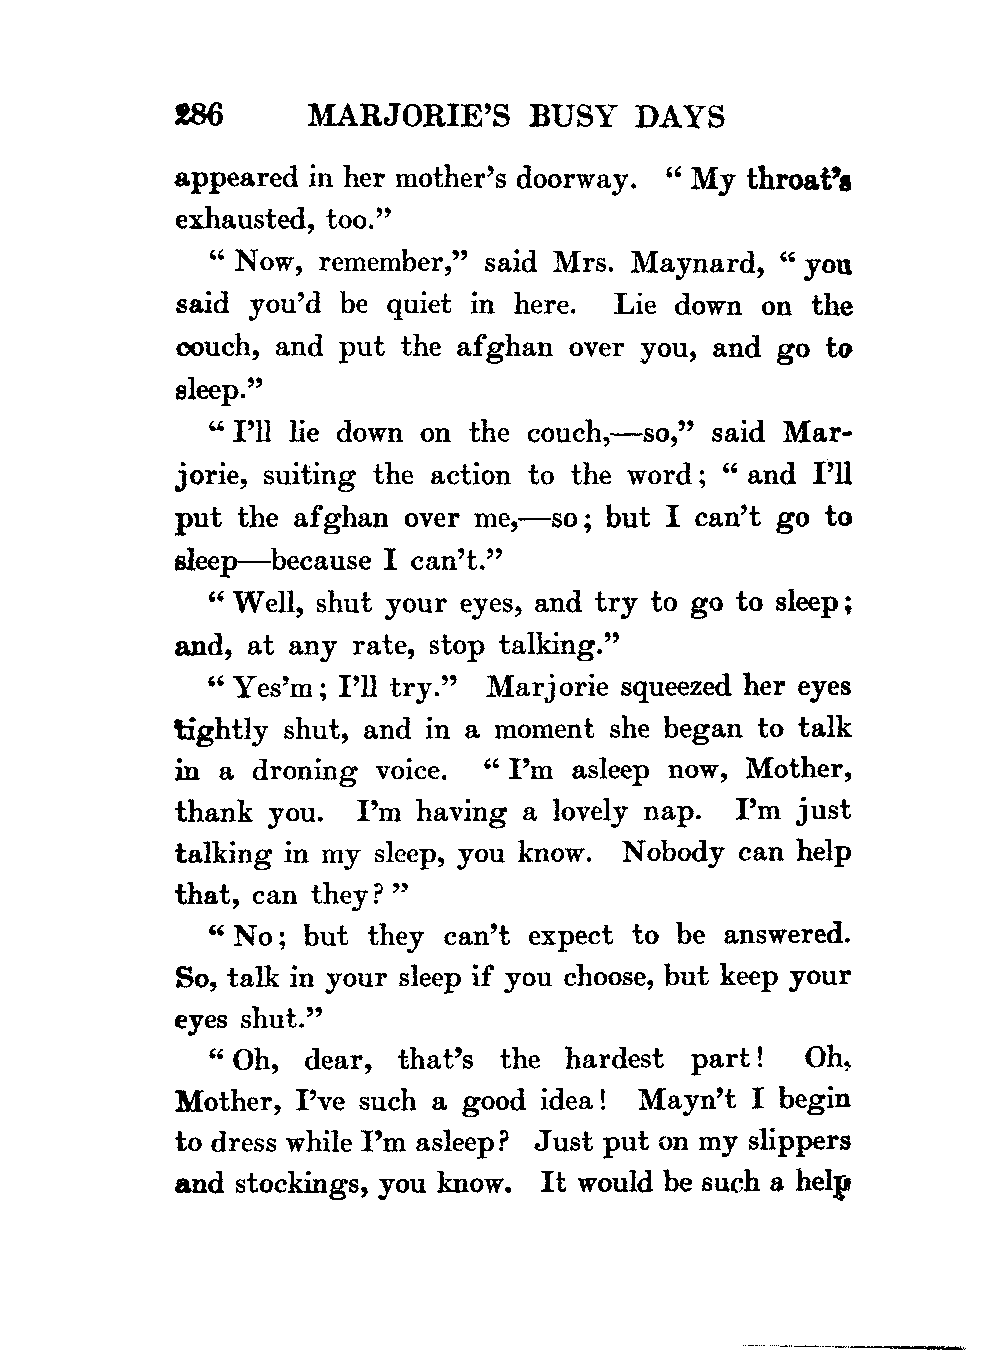 286 MARJORIE'S BUSY DAYS
appeared in her mother's doorway. “ My throat's
exhausted, too.”
“ Now, remember,” said Mrs. Maynard, “ you
said you'd be quiet in here. Lie down on the
couch, and put the afghan over you, and go to
sleep.”
“ I'll lie down on the couch,—so,” said Mar-
jorie, suiting the action to the word; “ and I'll
put the afghan over me,—so; but I can't go to
sleep—because I can't.”
“ Well, shut your eyes, and try to go to sleep;
and, at any rate, stop talking.”
“ Yes'm; I'll try.” Marjorie squeezed her eyes
tightly shut, and in a moment she began to talk
in a droning voice. “ I'm asleep now, Mother,
thank you. I'm having a lovely nap. I'm just
talking in my sleep, you know. Nobody can help
that, can they? ”
“ No; but they can't expect to be answered.
So, talk in your sleep if you choose, but keep your
eyes shut.”
“ Oh, dear, that's the hardest part! Oh,
Mother, I've such a good idea! Mayn't I begin
to dress while I'm asleep? Just put on my slippers
and stockings, you know. It would be such a help